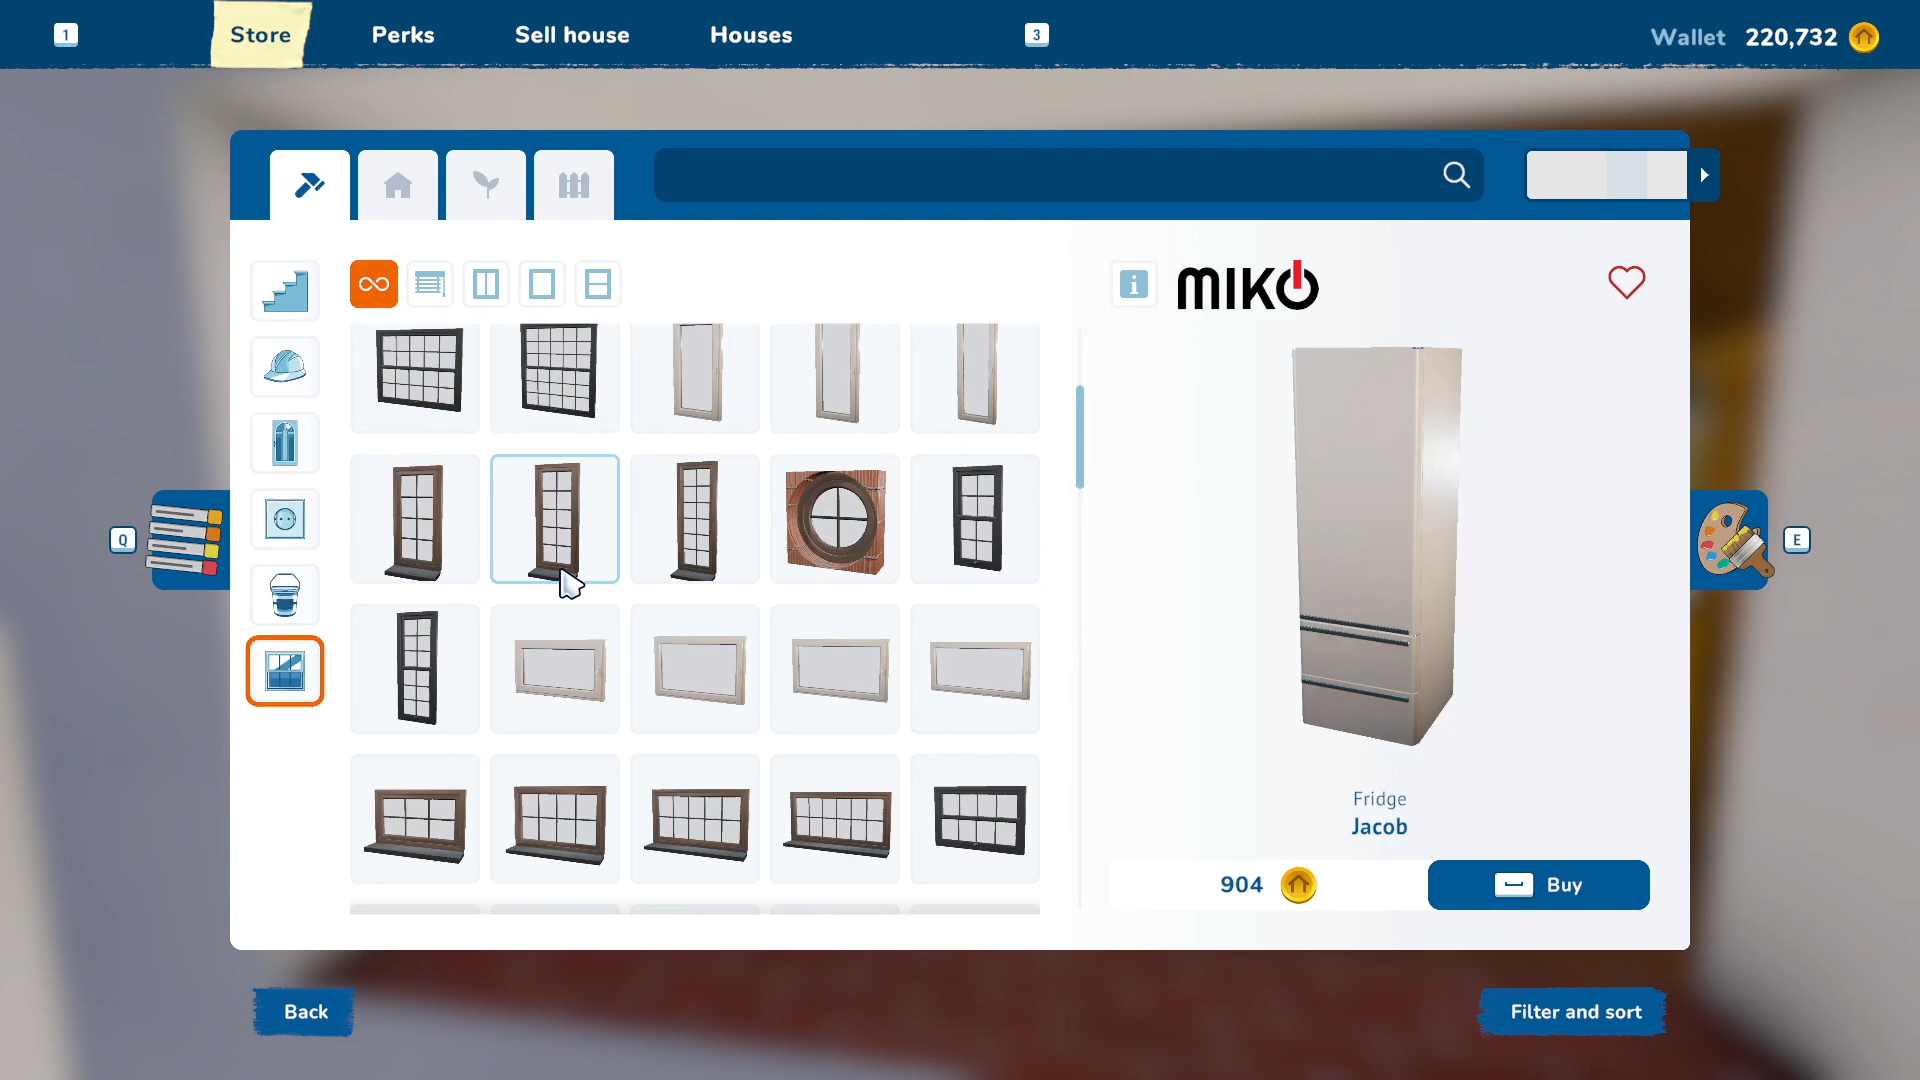 1
Store
Perks
Sell house
Houses
3
Wallet 220,732
MIKO
Q
E
Fridge
Jacob
904
Buy
Back
Filter and sort